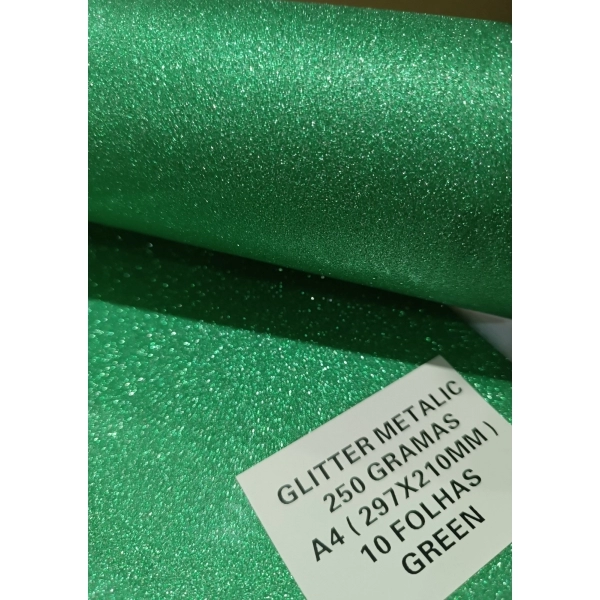 GLITTER METALIC
250 GRAMAS
A4 ( 297X210MM )
10 FOLHAS
GREEN